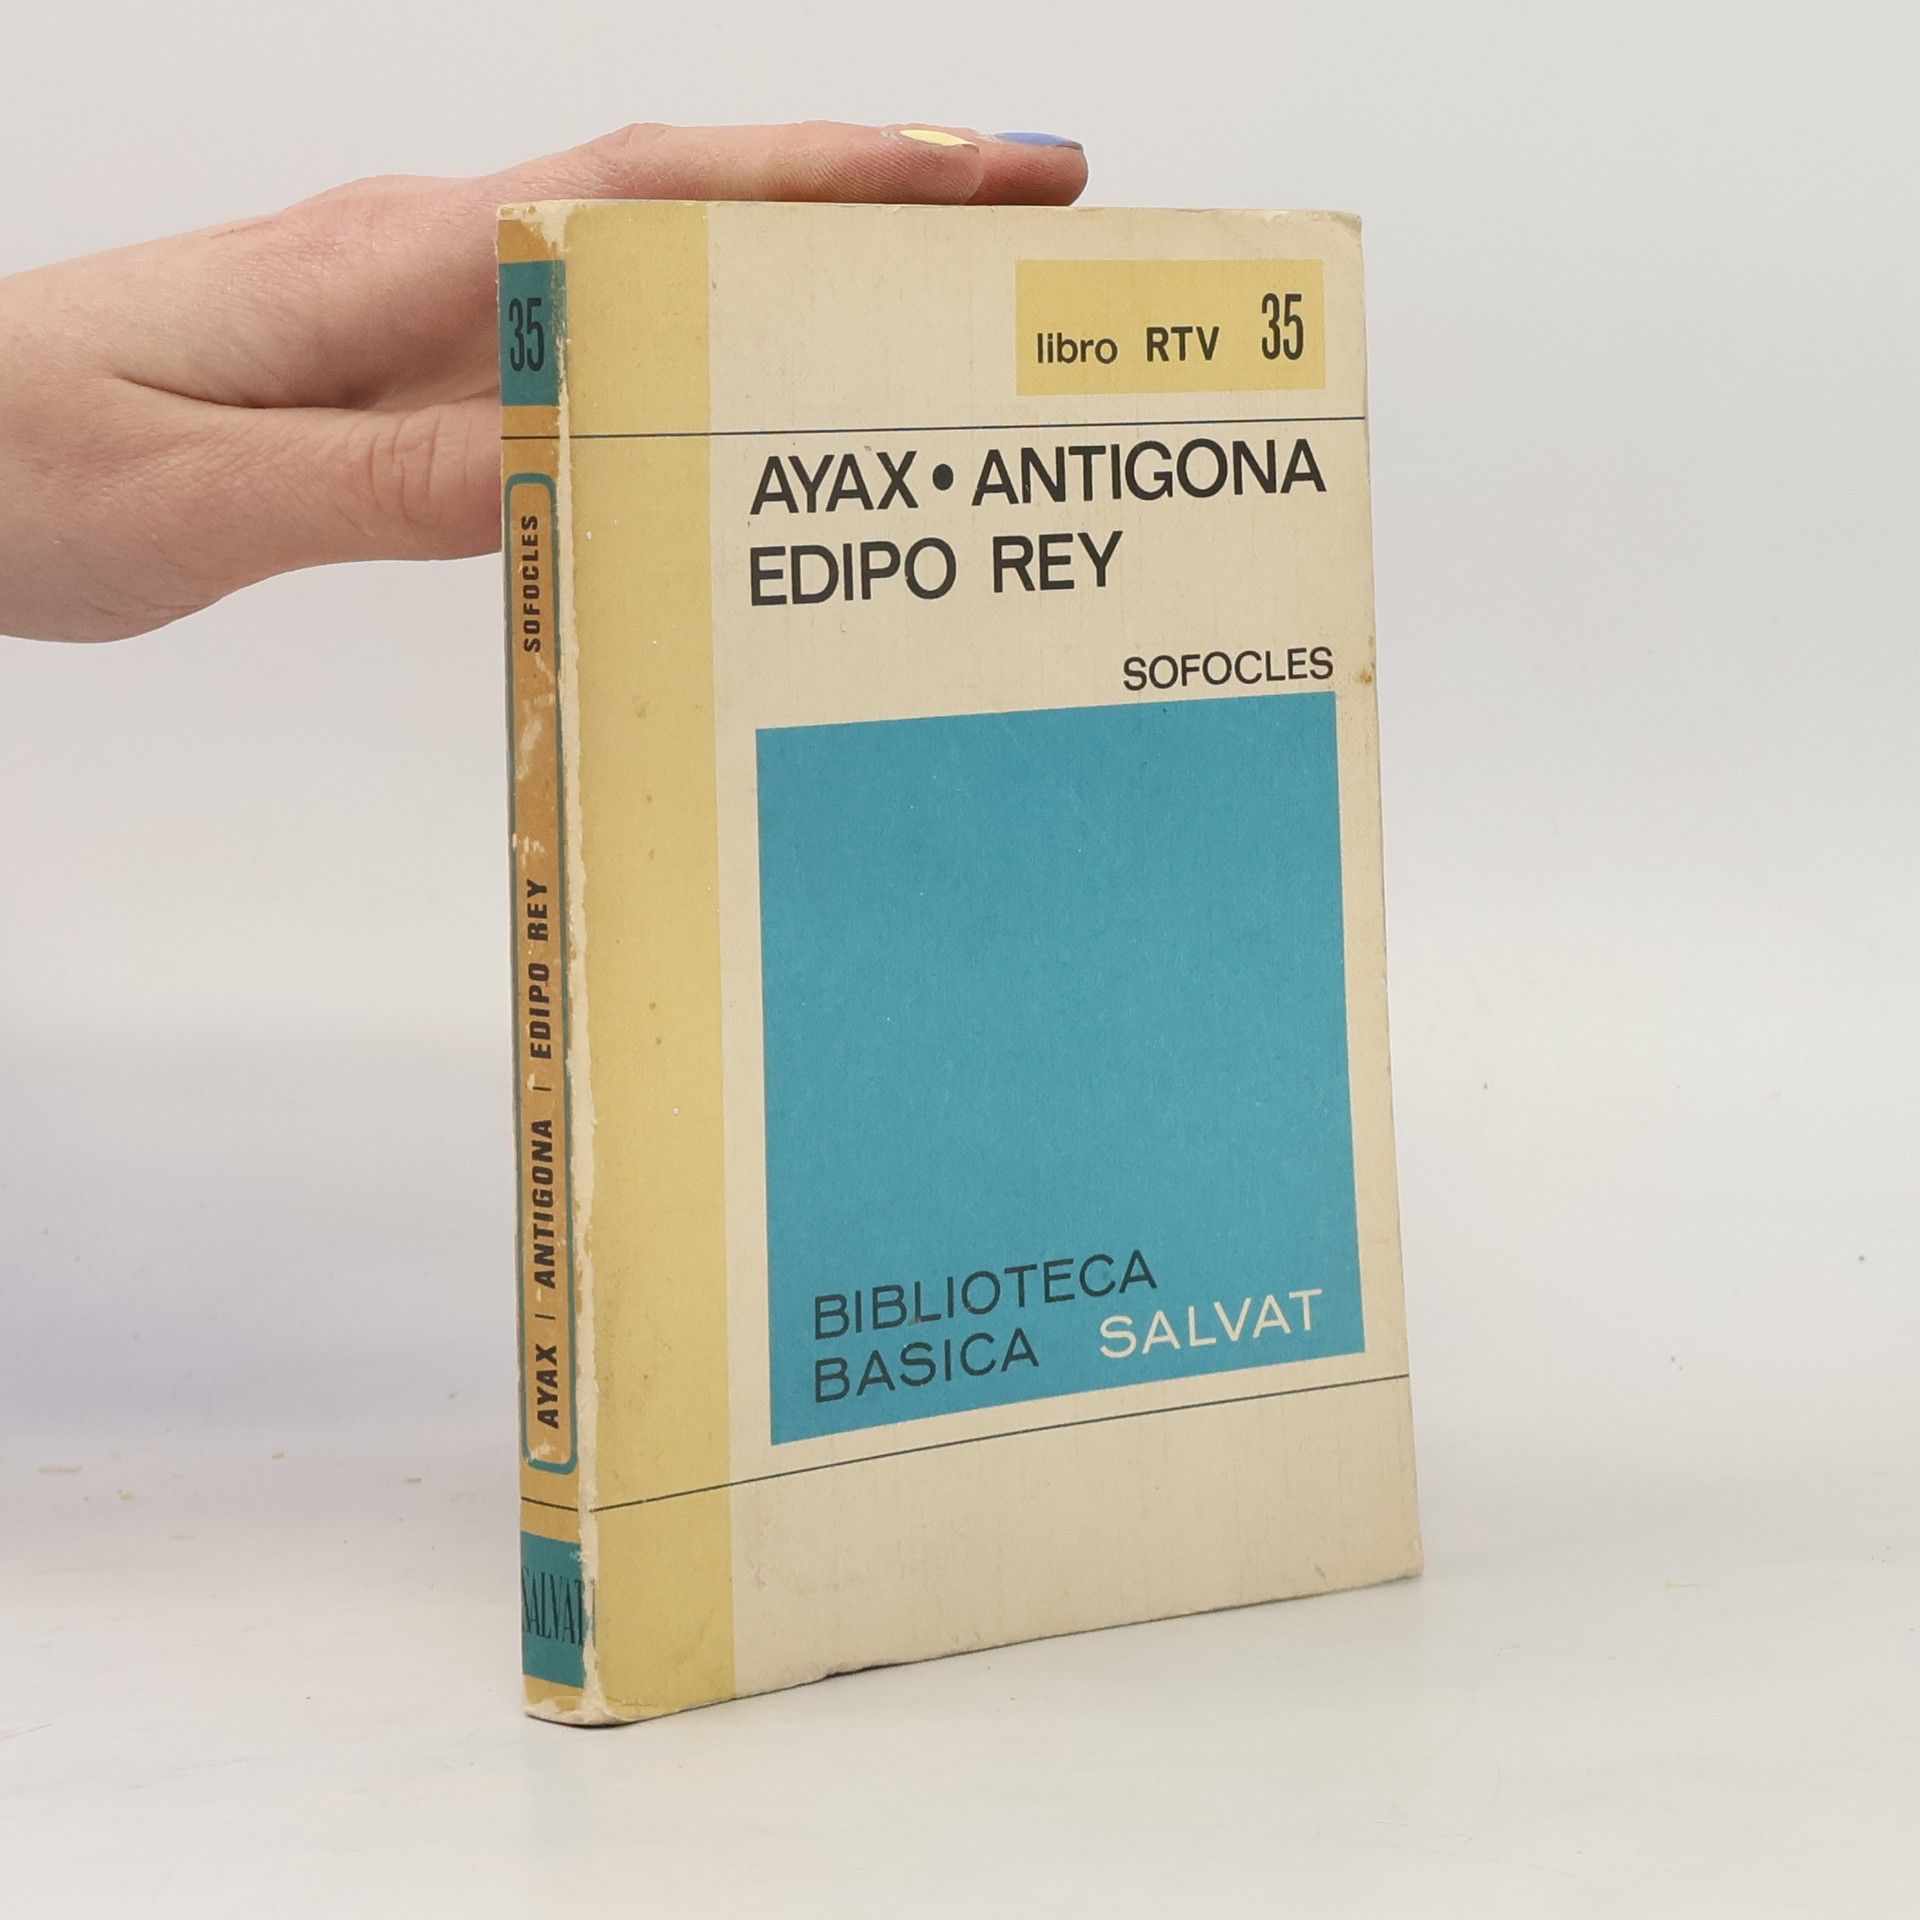 35
SOFOCLES
AYAX | ANTIGONA | EDIPO REY
SALVAT
libro RTV 35
AYAX • ANTIGONA
EDIPO REY
SOFOCLES
BIBLIOTECA
BASICA SALVAT